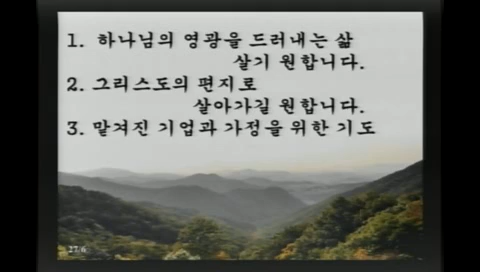 1. 하나님의 영광을 드러내는 삶
살기 원합니다.
2. 그리스도의 편지로
살아가길 원합니다.
3. 맡겨진 기업과 가정을 위한 기도
27/6